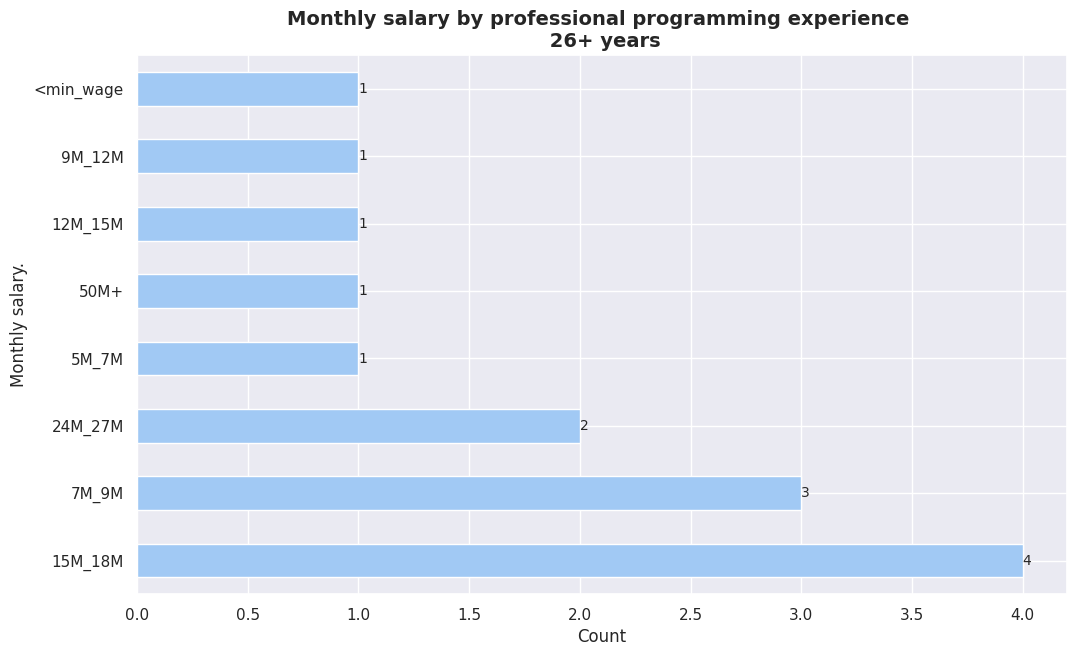 Monthly salary by professional programming experience
26+ years
<min_wage 1
9M_12M 1
12M_15M 1
50M+ 1
5M_7M 1
24M_27M 2
7M_9M 3
15M_18M 4
0.0 0.5 1.0 1.5 2.0 2.5 3.0 3.5 4.0
Count
Monthly salary.